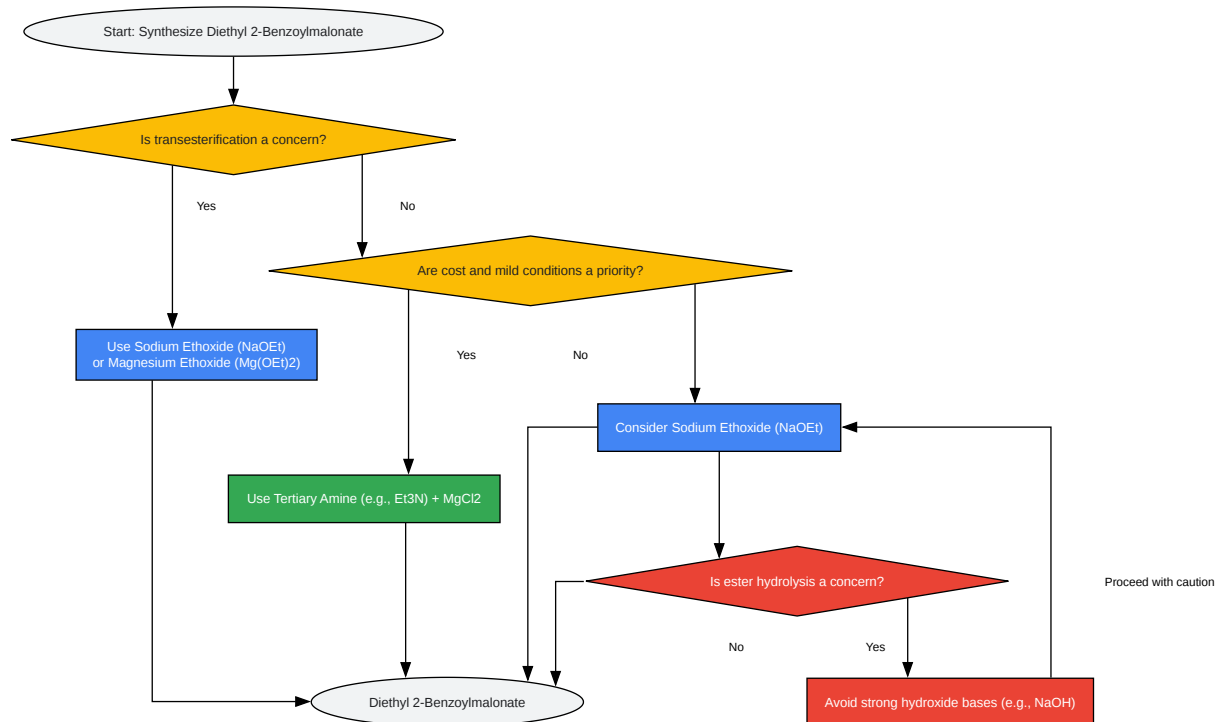 Start: Synthesize Diethyl 2-Benzoylmalonate
Is transesterification a concern?
Yes
No
Are cost and mild conditions a priority?
Use Sodium Ethoxide (NaOEt)
or Magnesium Ethoxide (Mg(OEt)2)
Yes
No
Consider Sodium Ethoxide (NaOEt)
Use Tertiary Amine (e.g., Et3N) + MgCl2
Is ester hydrolysis a concern?
Proceed with caution
No
Yes
Diethyl 2-Benzoylmalonate
Avoid strong hydroxide bases (e.g., NaOH)